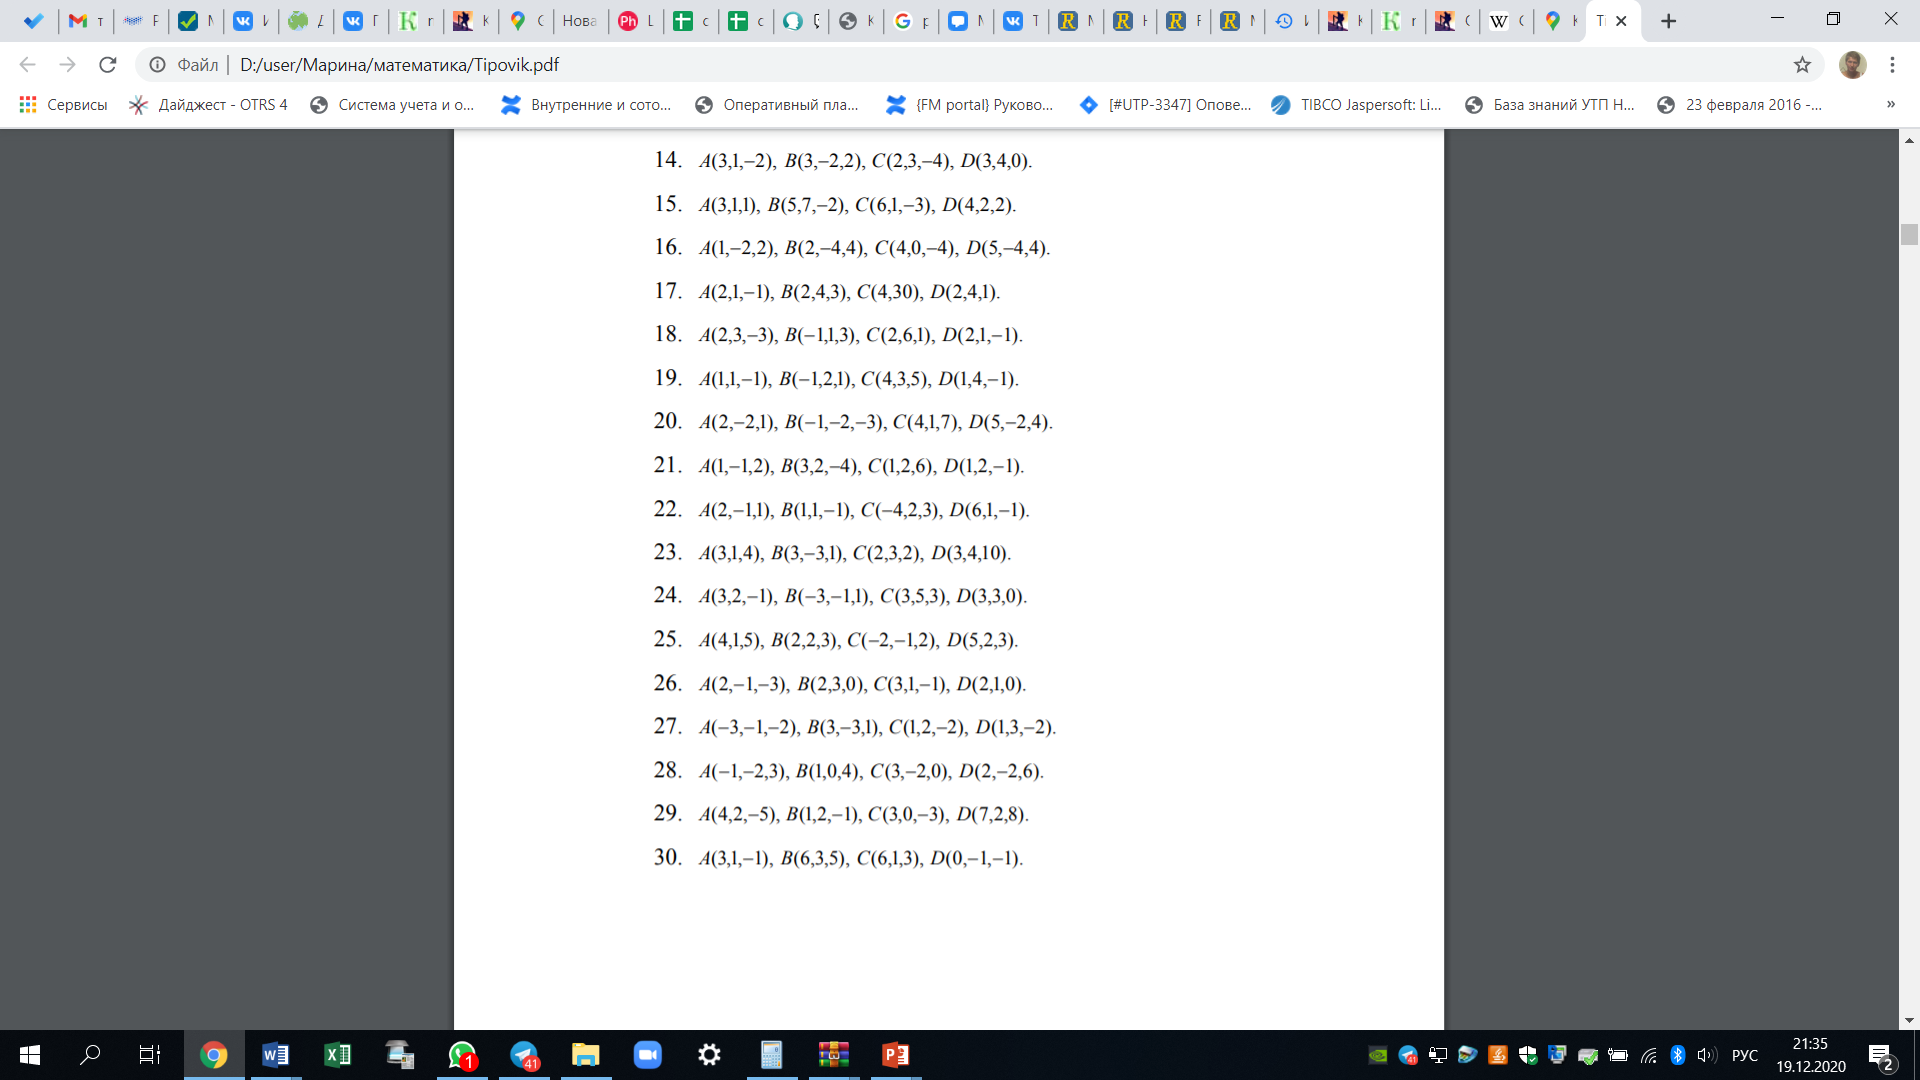 Нова
Файл D:/user/Марина/математика/Tipovik.pdf
Сервисы Дайджест - OTRS 4 Система учета и о... Внутренние и сото... Оперативный пла... {FM portal} Руково... [#UTP-3347] Опове... TIBCO Jaspersoft: Li... База знаний УТП Н... 23 февраля 2016 -... »
14. A(3,1,−2), B(3,−2,2), C(2,3,−4), D(3,4,0).
15. A(3,1,1), B(5,7,−2), C(6,1,−3), D(4,2,2).
16. A(1,−2,2), B(2,−4,4), C(4,0,−4), D(5,−4,4).
17. A(2,1,−1), B(2,4,3), C(4,30), D(2,4,1).
18. A(2,3,−3), B(−1,1,3), C(2,6,1), D(2,1,−1).
19. A(1,1,−1), B(−1,2,1), C(4,3,5), D(1,4,−1).
20. A(2,−2,1), B(−1,−2,−3), C(4,1,7), D(5,−2,4).
21. A(1,−1,2), B(3,2,−4), C(1,2,6), D(1,2,−1).
22. A(2,−1,1), B(1,1,−1), C(−4,2,3), D(6,1,−1).
23. A(3,1,4), B(3,−3,1), C(2,3,2), D(3,4,10).
24. A(3,2,−1), B(−3,−1,1), C(3,5,3), D(3,3,0).
25. A(4,1,5), B(2,2,3), C(−2,−1,2), D(5,2,3).
26. A(2,−1,−3), B(2,3,0), C(3,1,−1), D(2,1,0).
27. A(−3,−1,−2), B(3,−3,1), C(1,2,−2), D(1,3,−2).
28. A(−1,−2,3), B(1,0,4), C(3,−2,0), D(2,−2,6).
29. A(4,2,−5), B(1,2,−1), C(3,0,−3), D(7,2,8).
30. A(3,1,−1), B(6,3,5), C(6,1,3), D(0,−1,−1).
1 41 41 РУС 21:35 2
19.12.2020